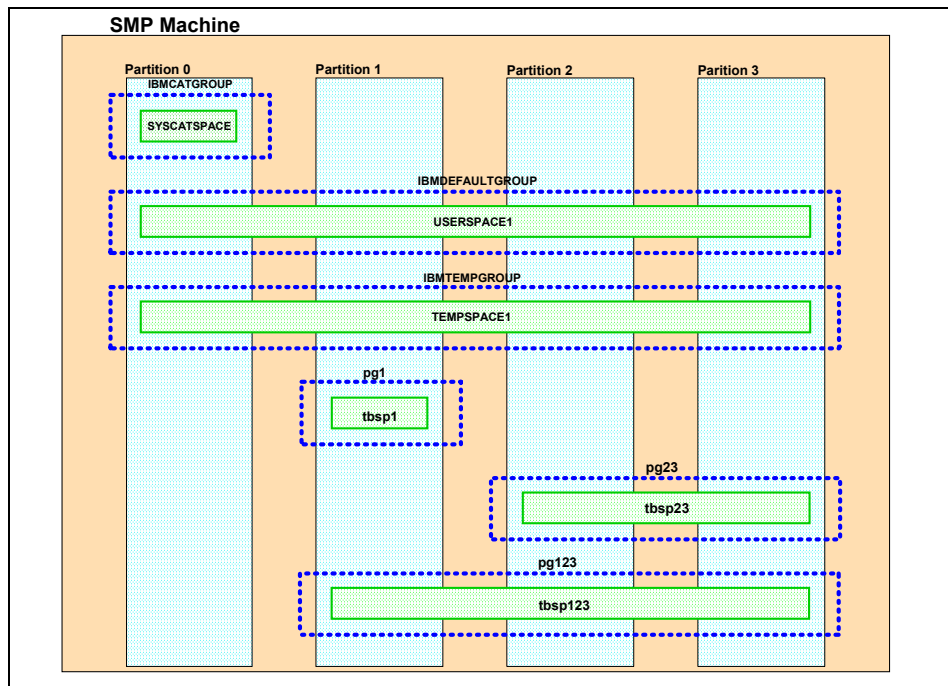 SMP Machine
Partition 0
Partition 1
Partition 2
Parition 3
IBMCATGROUP
SYSCATSPACE
IBMDEFAULTGROUP
USERSPACE1
IBMTEMPGROUP
TEMPSPACE1
pg1
tbsp1
pg23
tbsp23
pg123
tbsp123